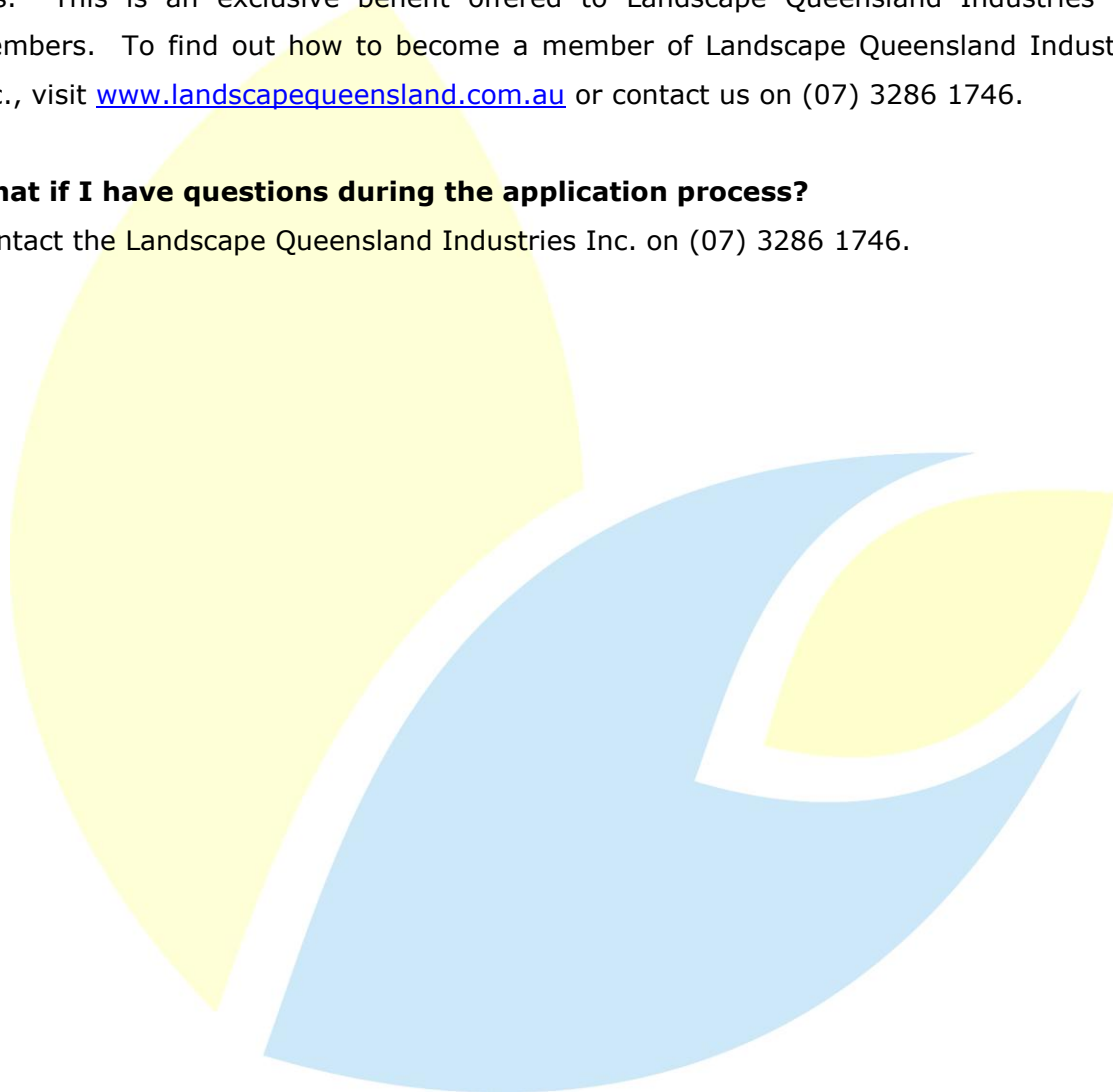 s. This is an exclusive benefit offered to Landscape Queensland Industries
embers. To find out how to become a member of Landscape Queensland Indust
c., visit www.landscapequeensland.com.au or contact us on (07) 3286 1746.
hat if I have questions during the application process?
ntact the Landscape Queensland Industries Inc. on (07) 3286 1746.